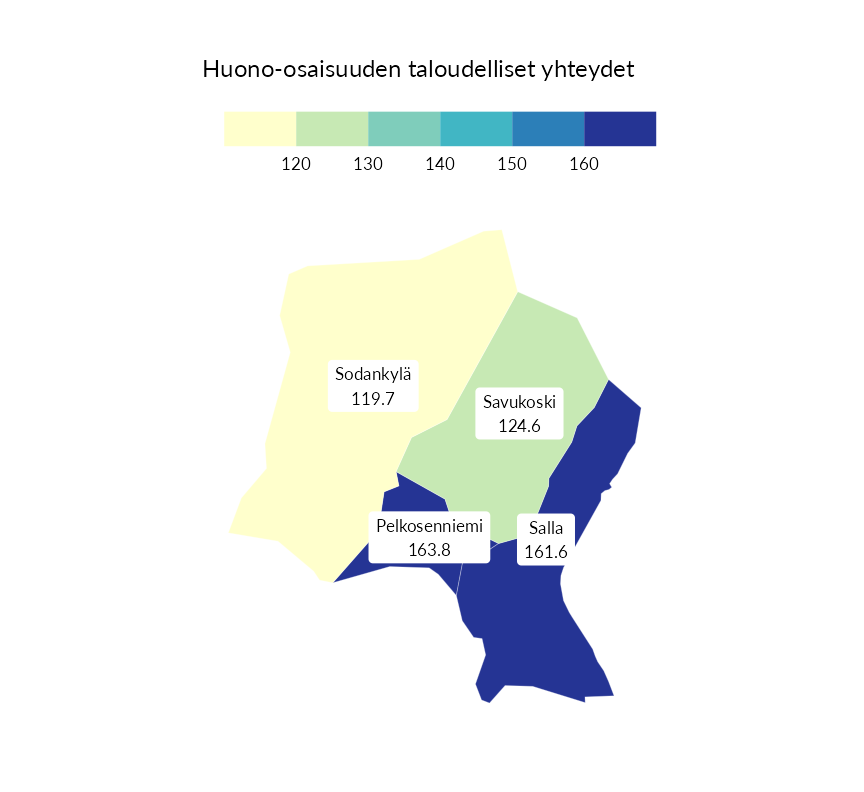 Huono-osaisuuden taloudelliset yhteydet
120 130 140 150 160
Sodankylä
119.7
Savukoski
124.6
Pelkosenniemi
163.8
Salla
161.6